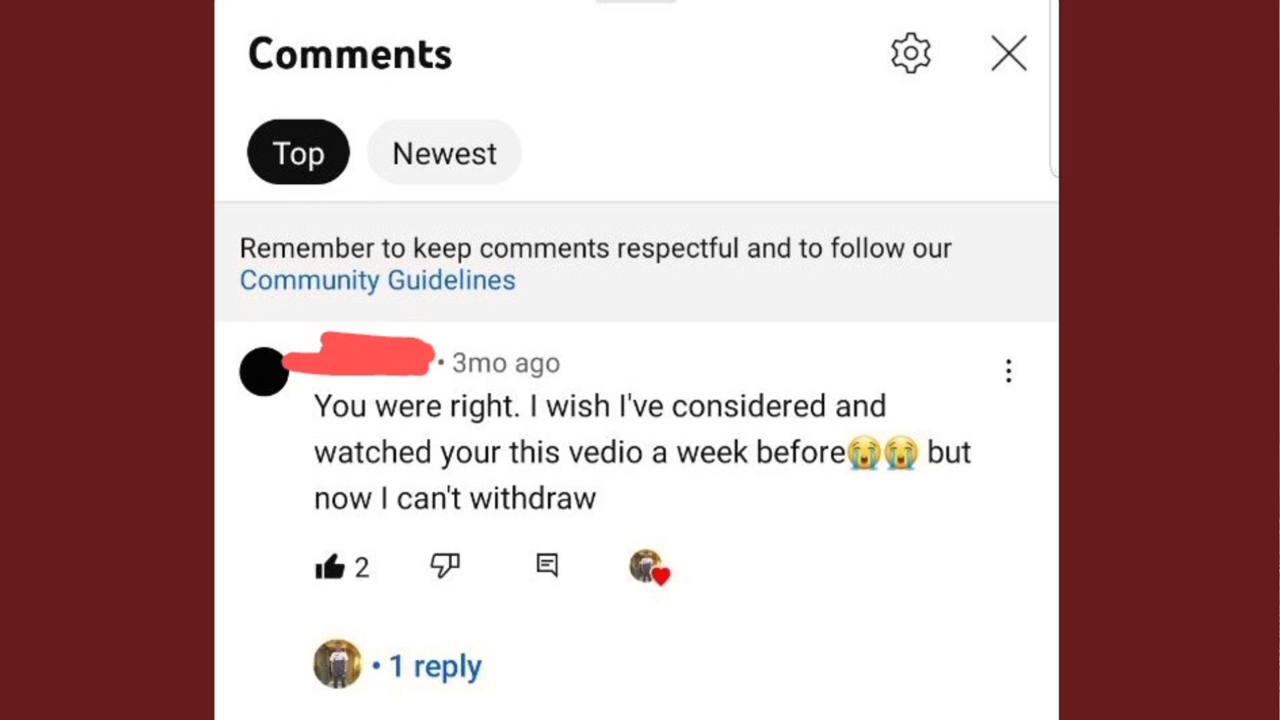 Comments
Top
Newest
Remember to keep comments respectful and to follow our
Community Guidelines
· 3mo ago
You were right. I wish I've considered and
watched your this vedio a week before😭😭 but
now I can't withdraw
2
· 1 reply